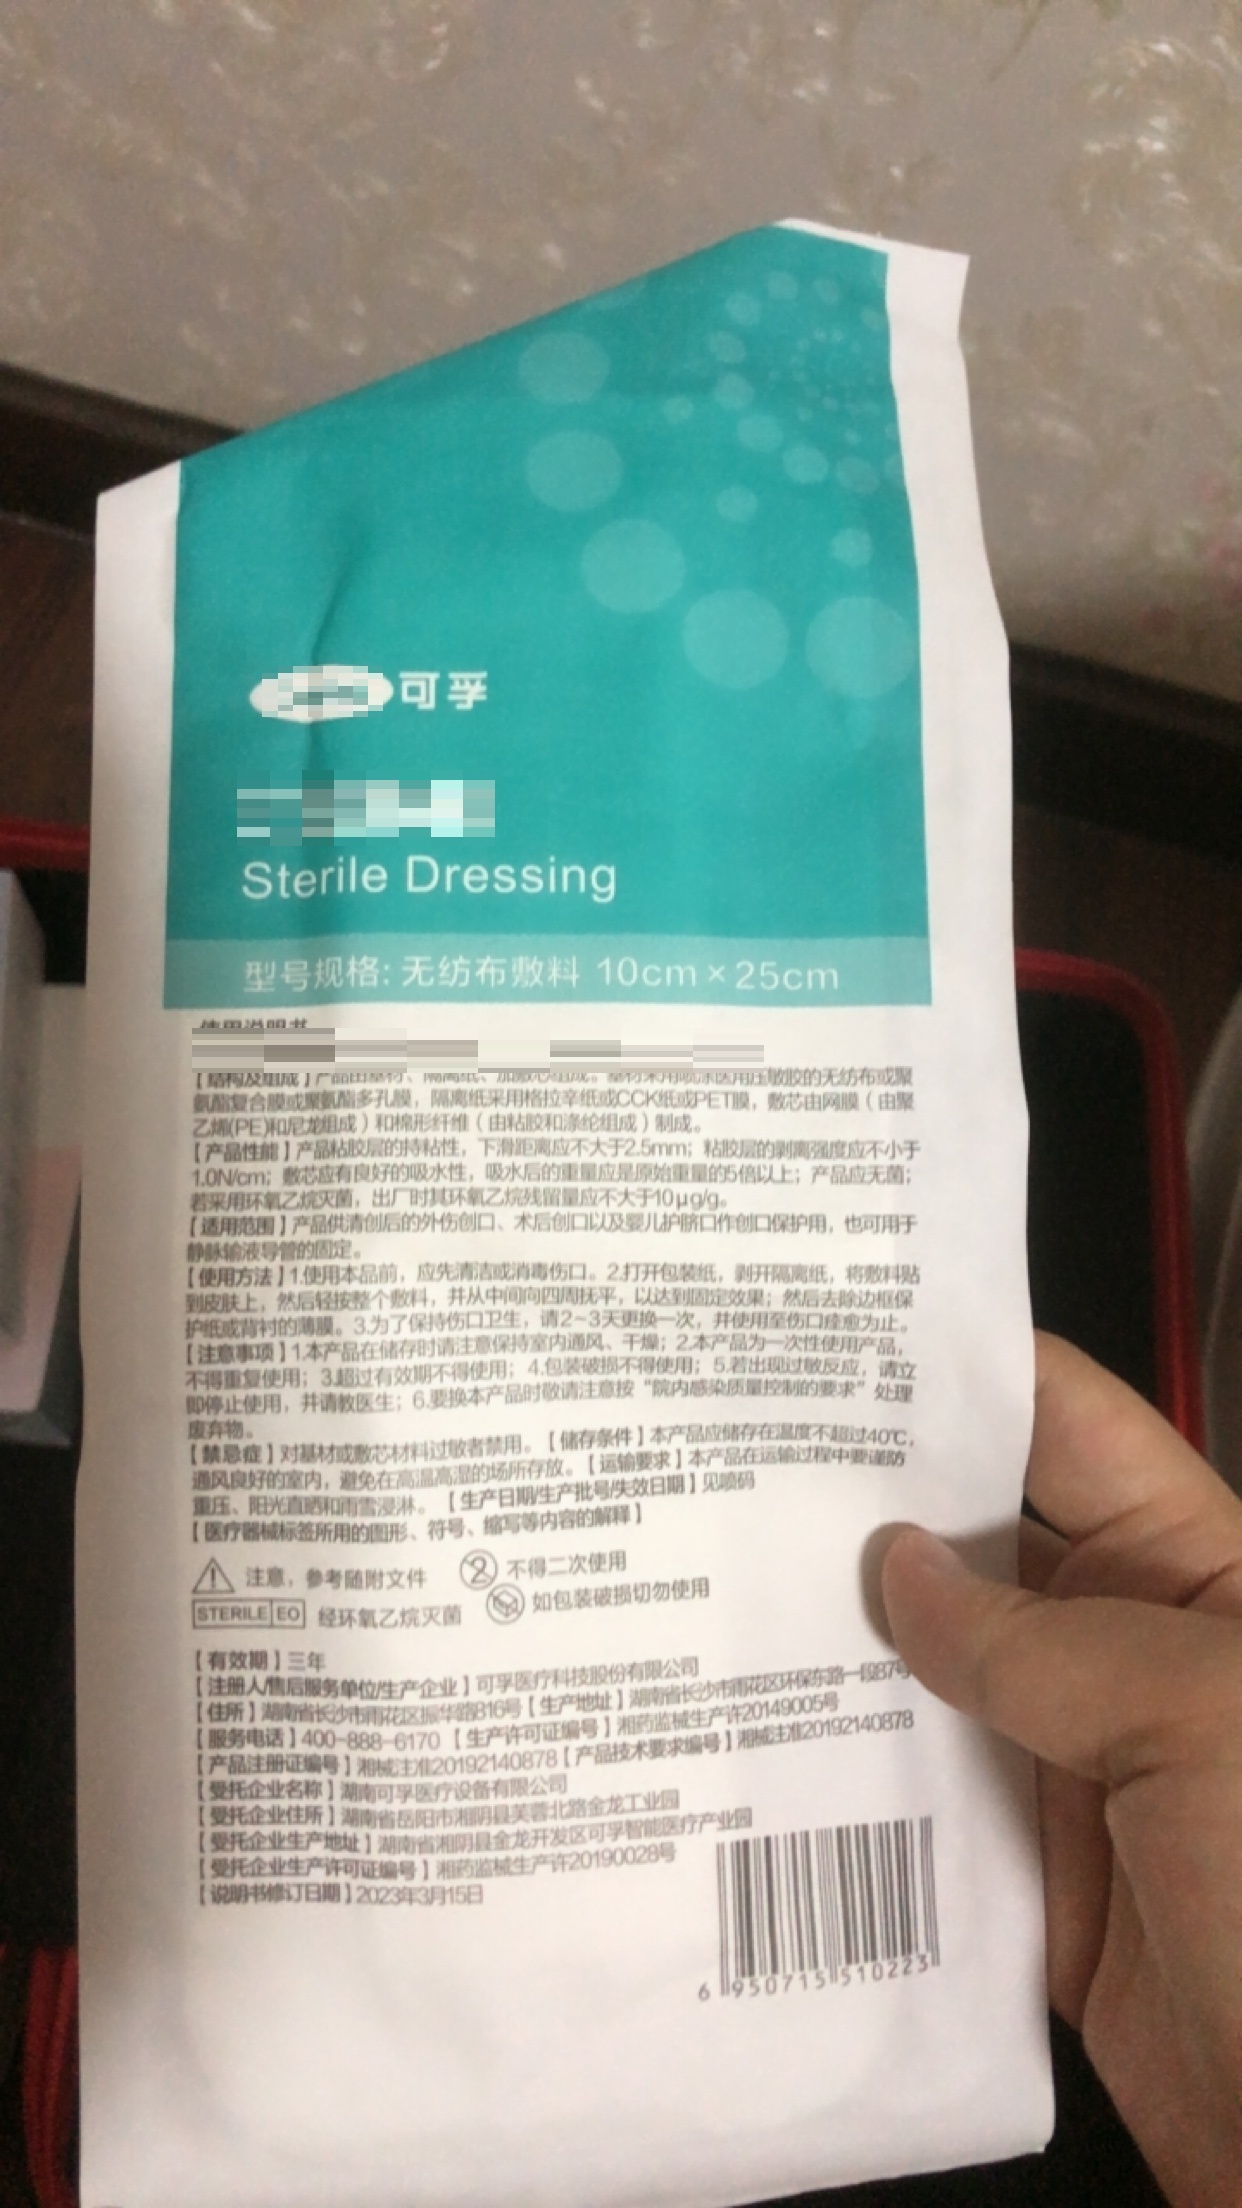 可孚
Sterile Dressing
型号规格: 无纺布敷料 10cm×25cm
使用说明书
【结构及组成】产品由基材、隔离纸、加敷芯组成。基材采用喷涂医用压敏胶的无纺布或聚
氨酯复合膜或聚氨酯多孔膜，隔离纸采用格拉辛纸或CCK纸或PET膜，敷芯由网膜（由聚
乙烯(PE)和尼龙组成）和棉形纤维（由粘胶和涤纶组成）制成。
【产品性能】产品粘胶层的持粘性，下滑距离应不大于2.5mm；粘胶层的剥离强度应不小于
1.0N/cm；敷芯应有良好的吸水性，吸水后的重量应是原始重量的5倍以上；产品应无菌；
若采用环氧乙烷灭菌，出厂时其环氧乙烷残留量应不大于10μg/g。
【适用范围】产品供清创后的外伤创口、术后创口以及婴儿护脐口作创口保护用，也可用于
静脉输液导管的固定。
【使用方法】1.使用本品前，应先清洁或消毒伤口。2.打开包装纸，剥开隔离纸，将敷料贴
到皮肤上，然后轻按整个敷料，并从中间向四周抚平，以达到固定效果；然后去除边框保
护纸或背衬的薄膜。3.为了保持伤口卫生，请2~3天更换一次，并使用至伤口痊愈为止。
【注意事项】1.本产品在储存时请注意保持室内通风、干燥；2.本产品为一次性使用产品，
不得重复使用；3.超过有效期不得使用；4.包装破损不得使用；5.若出现过敏反应，请立
即停止使用，并请教医生；6.要换本产品时敬请注意按“院内感染质量控制的要求”处理
废弃物。
【禁忌症】对基材或敷芯材料过敏者禁用。【储存条件】本产品应储存在温度不超过40℃，
通风良好的室内，避免在高温高湿的场所存放。【运输要求】本产品在运输过程中要谨防
重压、阳光直晒和雨雪浸淋。【生产日期/生产批号/失效日期】见喷码
【医疗器械标签所用的图形、符号、缩写等内容的解释】
注意，参考随附文件 2 不得二次使用
STERILE EO 经环氧乙烷灭菌 如包装破损切勿使用
【有效期】三年
【注册人/售后服务单位/生产企业】可孚医疗科技股份有限公司
【住所】湖南省长沙市雨花区振华路816号【生产地址】湖南省长沙市雨花区环保东路一段87号
【服务电话】400-888-6170【生产许可证编号】湘药监械生产许20149005号
【产品注册证编号】湘械注准20192140878【产品技术要求编号】湘械注准20192140878
【受托企业名称】湖南可孚医疗设备有限公司
【受托企业住所】湖南省岳阳市湘阴县芙蓉北路金龙工业园
【受托企业生产地址】湖南省湘阴县金龙开发区可孚智能医疗产业园
【受托企业生产许可证编号】湘药监械生产许20190028号
【说明书修订日期】2023年3月15日
6 950715 510223